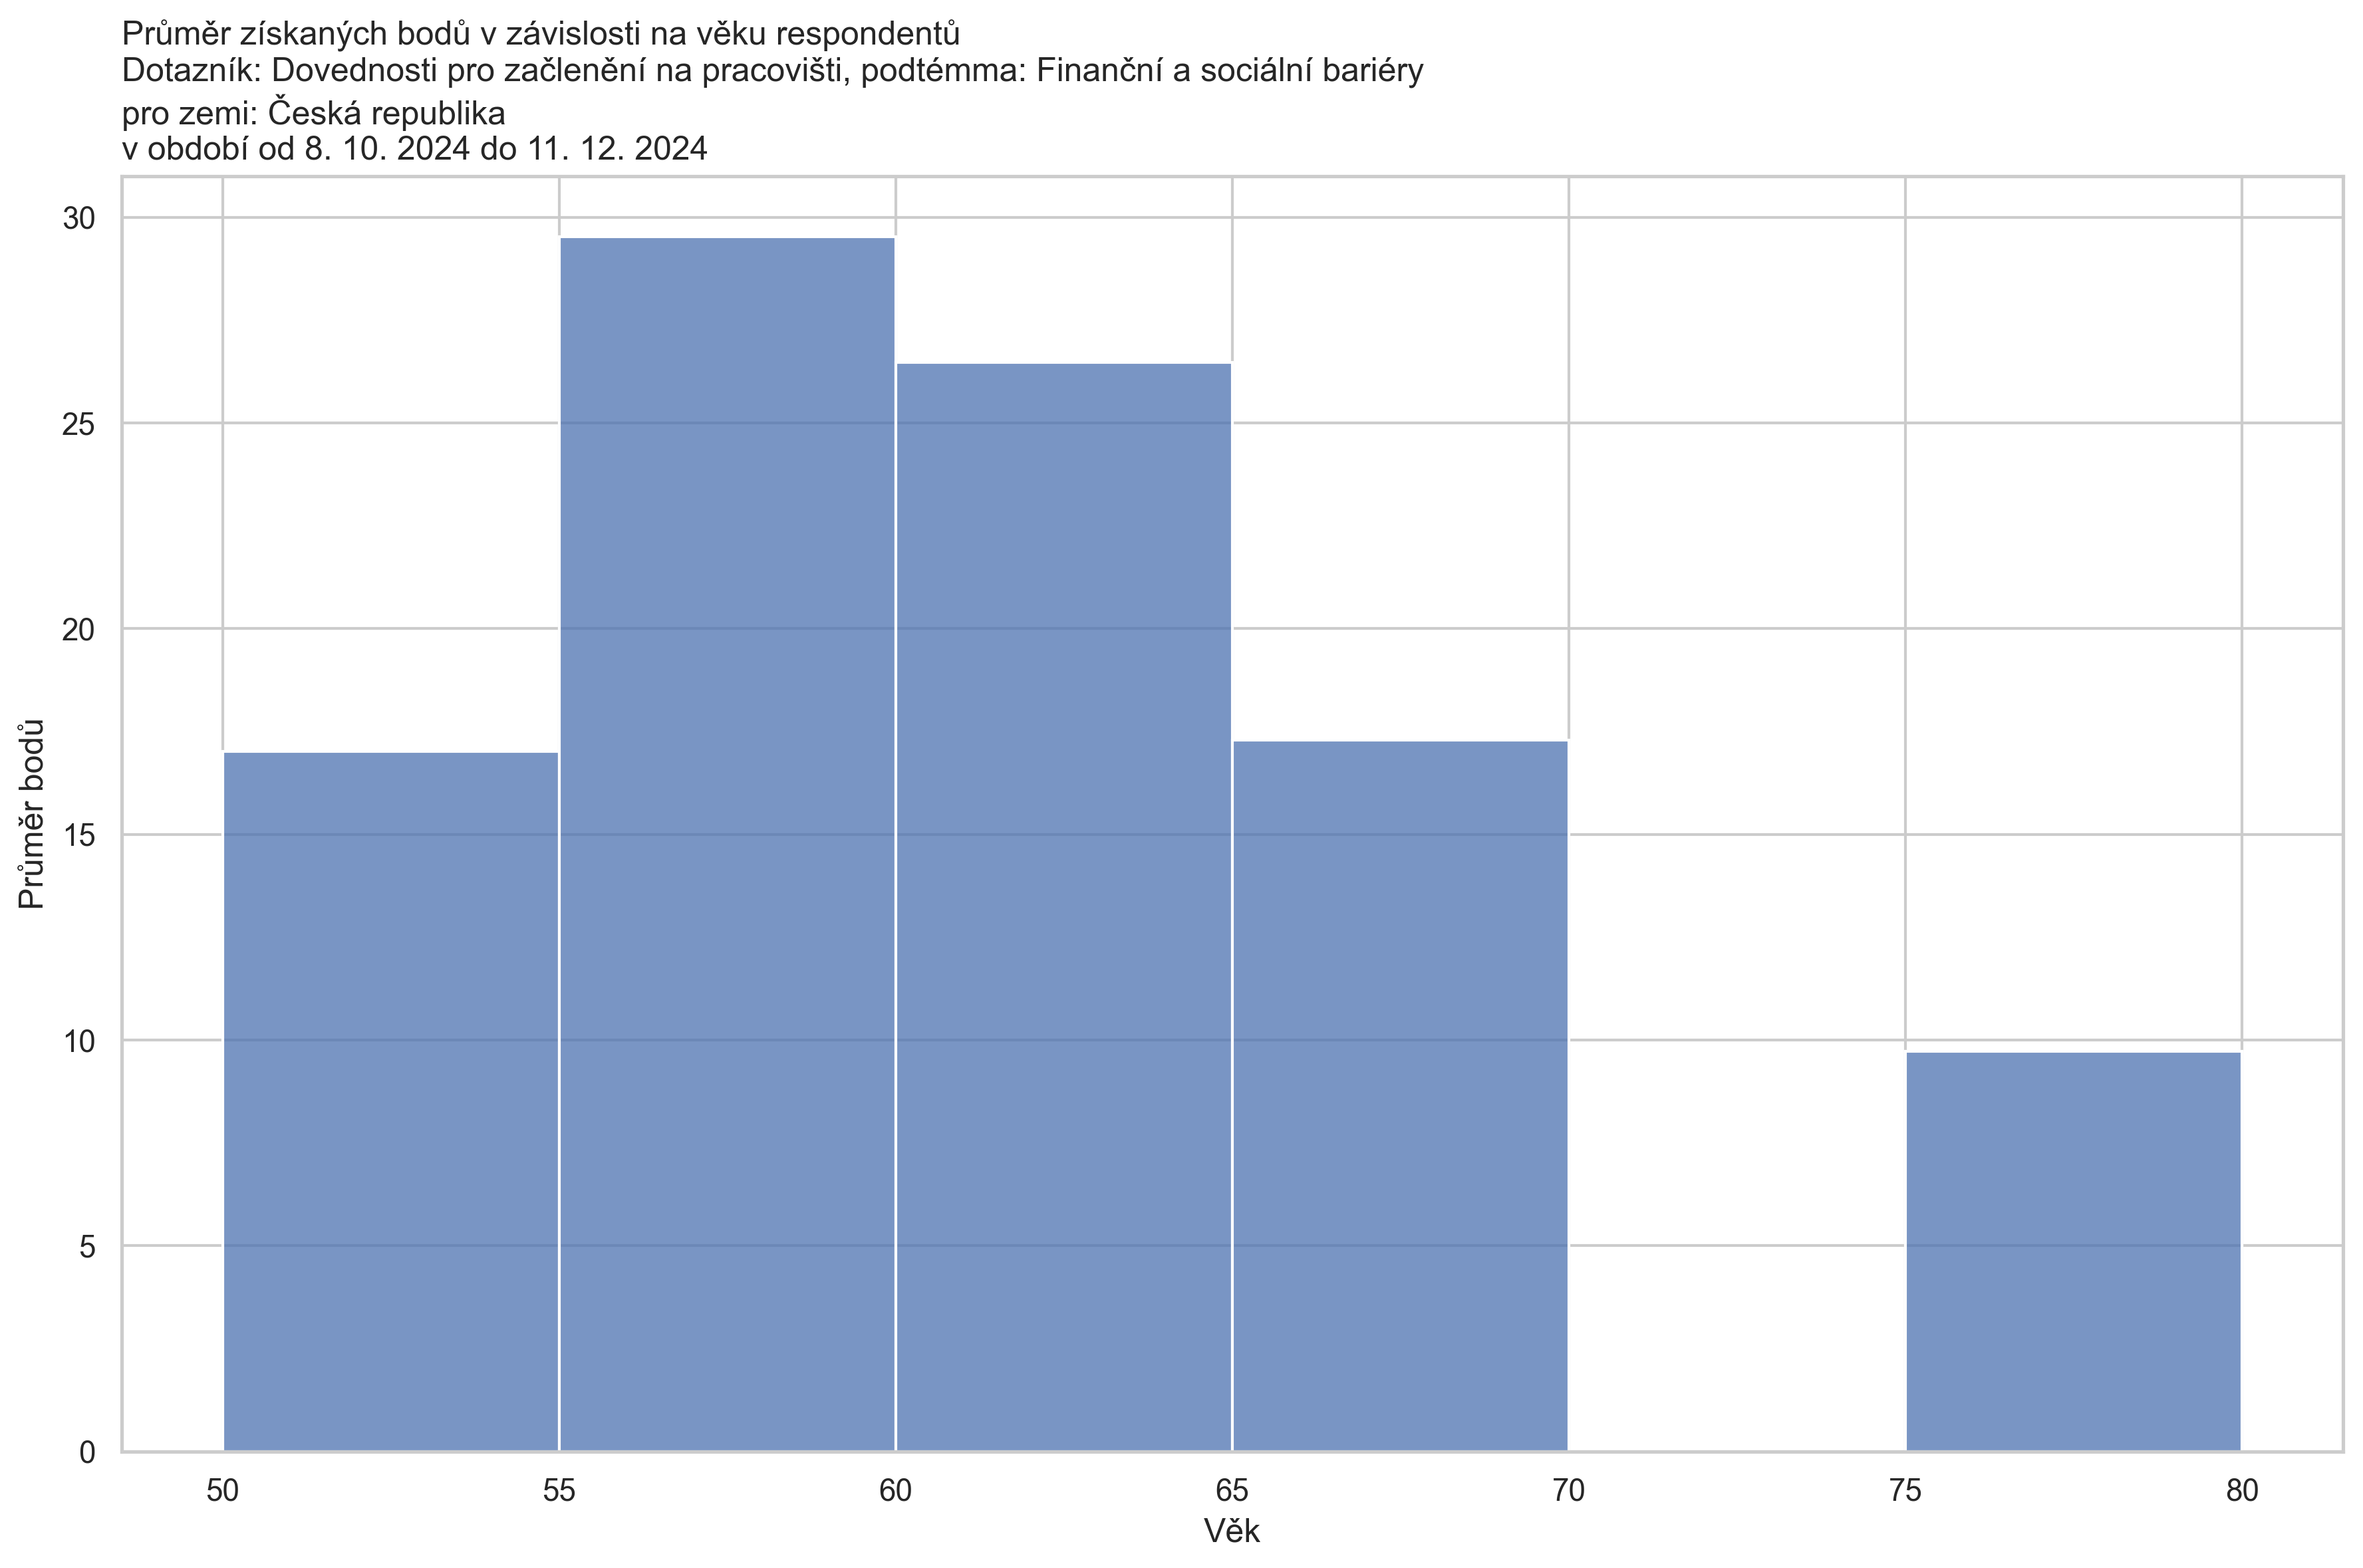 Průměr získaných bodů v závislosti na věku respondentů
Dotazník: Dovednosti pro začlenění na pracovišti, podtémma: Finanční a sociální bariéry
pro zemi: Česká republika
v období od 8. 10. 2024 do 11. 12. 2024
30
25
20
15
10
5
0
Průměr bodů
50 55 60 65 70 75 80
Věk